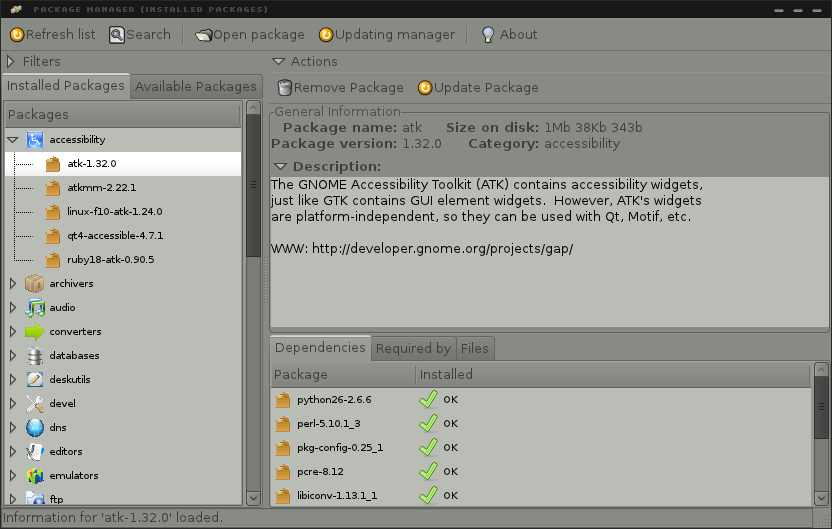 PACKAGE MANAGER (INSTALLED PACKAGES)
Refresh list Search Open package Updating manager About
Filters
Installed Packages Available Packages
Packages
accessibility
atk-1.32.0
atkmm-2.22.1
linux-f10-atk-1.24.0
qt4-accessible-4.7.1
ruby18-atk-0.90.5
archivers
audio
converters
databases
deskutils
devel
dns
editors
emulators
ftp
Actions
Remove Package Update Package
General Information
Package name: atk Size on disk: 1Mb 38Kb 343b
Package version: 1.32.0 Category: accessibility
Description:
The GNOME Accessibility Toolkit (ATK) contains accessibility widgets,
just like GTK contains GUI element widgets.  However, ATK's widgets
are platform-independent, so they can be used with Qt, Motif, etc.
WWW: http://developer.gnome.org/projects/gap/
Dependencies Required by Files
Package Installed
python26-2.6.6 OK
perl-5.10.1_3 OK
pkg-config-0.25_1 OK
pcre-8.12 OK
libiconv-1.13.1_1 OK
Information for 'atk-1.32.0' loaded.